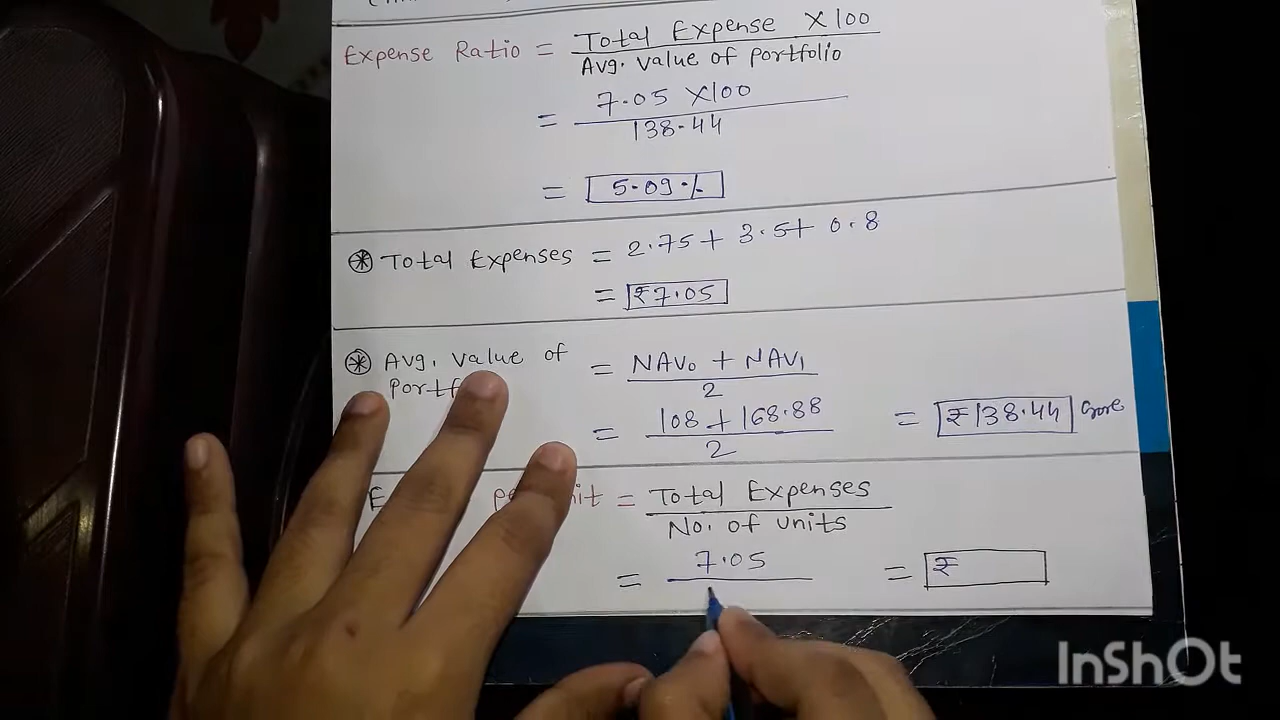 Expense Ratio = Total Expense X100
Avg. value of portfolio
= 7.05 X100
138.44
= 5.09 %
* Total Expenses = 2.75 + 3.5 + 0.8
= ₹7.05
* Avg. value of = NAV₀ + NAV₁
2
= 108 + 168.88 = ₹138.44 Crore
2
= Total Expenses
No. of units
= 7.05 = ₹
InShOt